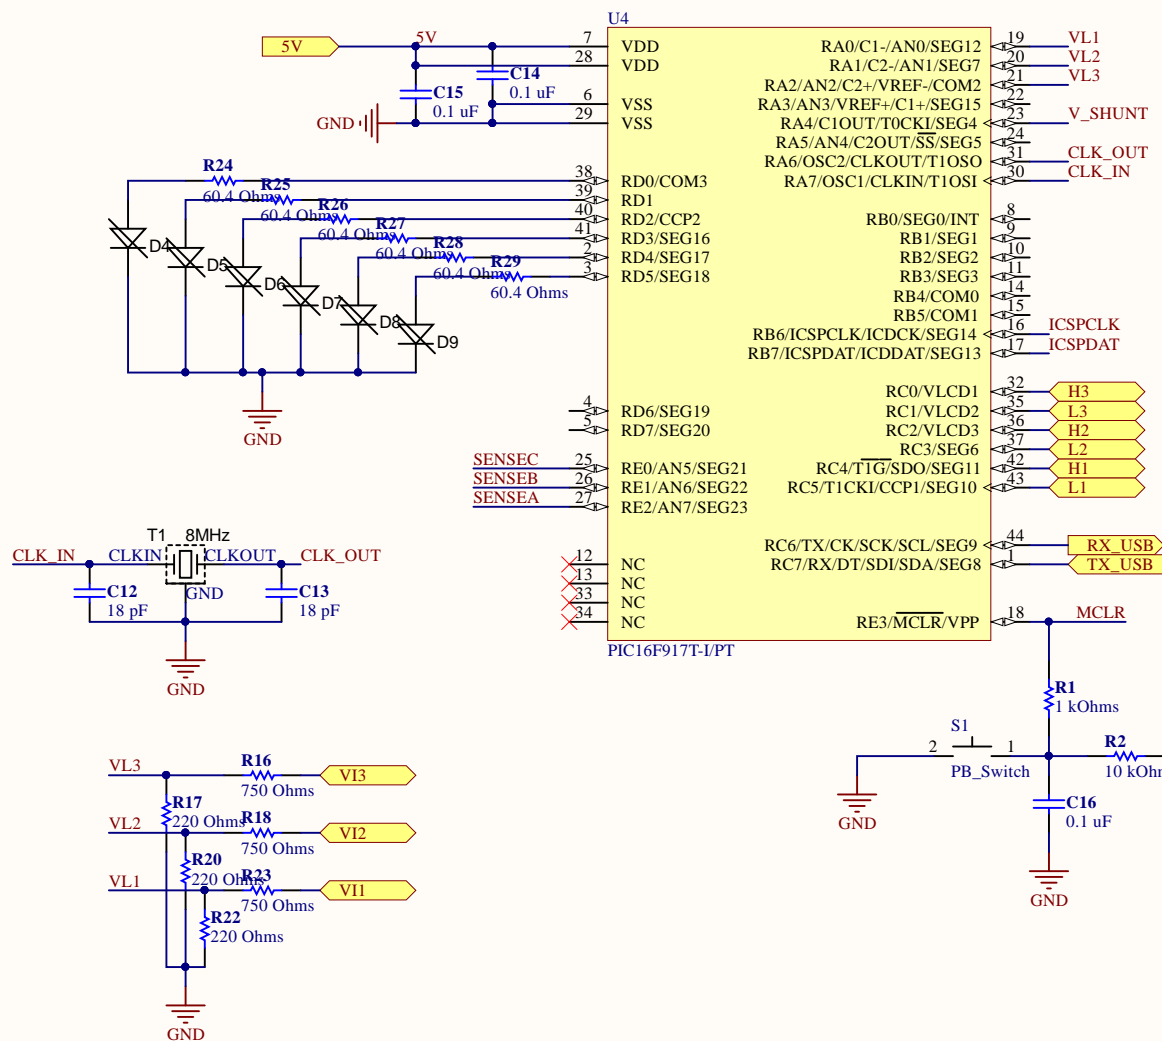 U4
5V
5V
7
VDD
28
VDD
C14
0.1 uF
C15
0.1 uF
6
VSS
29
VSS
GND
R24
60.4 Ohms
38
RD0/COM3
R25
60.4 Ohms
39
RD1
R26
60.4 Ohms
40
RD2/CCP2
R27
60.4 Ohms
41
RD3/SEG16
R28
60.4 Ohms
2
RD4/SEG17
R29
60.4 Ohms
3
RD5/SEG18
D4
D5
D6
D7
D8
D9
GND
4
RD6/SEG19
5
RD7/SEG20
SENSEC
25
RE0/AN5/SEG21
SENSEB
26
RE1/AN6/SEG22
SENSEA
27
RE2/AN7/SEG23
12
NC
13
NC
33
NC
34
NC
PIC16F917T-I/PT
RA0/C1-/AN0/SEG12
19
VL1
RA1/C2-/AN1/SEG7
20
VL2
RA2/AN2/C2+/VREF-/COM2
21
VL3
RA3/AN3/VREF+/C1+/SEG15
22
RA4/C1OUT/T0CKI/SEG4
23
V_SHUNT
RA5/AN4/C2OUT/SS/SEG5
24
RA6/OSC2/CLKOUT/T1OSO
31
CLK_OUT
RA7/OSC1/CLKIN/T1OSI
30
CLK_IN
RB0/SEG0/INT
8
RB1/SEG1
9
RB2/SEG2
10
RB3/SEG3
11
RB4/COM0
14
RB5/COM1
15
RB6/ICSPCLK/ICDCK/SEG14
16
ICSPCLK
RB7/ICSPDAT/ICDDAT/SEG13
17
ICSPDAT
RC0/VLCD1
32
H3
RC1/VLCD2
35
L3
RC2/VLCD3
36
H2
RC3/SEG6
37
L2
RC4/T1G/SDO/SEG11
42
H1
RC5/T1CKI/CCP1/SEG10
43
L1
RC6/TX/CK/SCK/SCL/SEG9
44
RX_USB
RC7/RX/DT/SDI/SDA/SEG8
1
TX_USB
RE3/MCLR/VPP
18
MCLR
T1 8MHz
CLK_IN
CLKIN
CLKOUT
CLK_OUT
C12
18 pF
GND
C13
18 pF
GND
R1
1 kOhms
S1
2
1
PB_Switch
R2
10 kOhm
C16
0.1 uF
GND
GND
VL3
R16
750 Ohms
VI3
R17
220 Ohms
VL2
R18
750 Ohms
VI2
R20
220 Ohms
VL1
R23
750 Ohms
VI1
R22
220 Ohms
GND